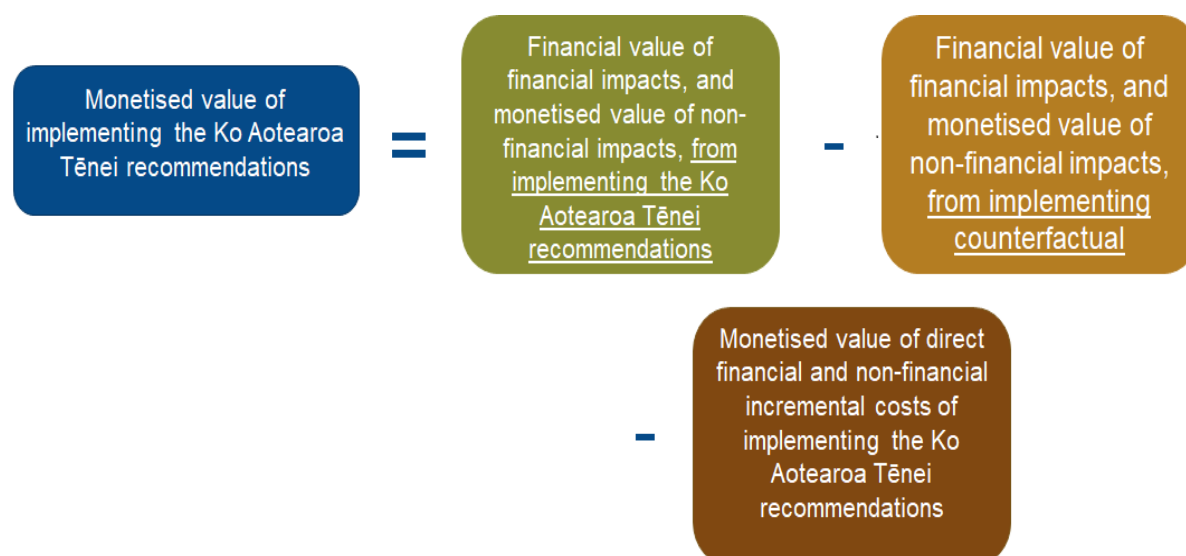 Monetised value of
implementing the Ko Aotearoa
Tēnei recommendations
=
Financial value of
financial impacts, and
monetised value of non-
financial impacts, from
implementing the Ko
Aotearoa Tēnei
recommendations
-
Financial value of
financial impacts, and
monetised value of
non-financial impacts,
from implementing
counterfactual
-
Monetised value of direct
financial and non-financial
incremental costs of
implementing the Ko
Aotearoa Tēnei
recommendations